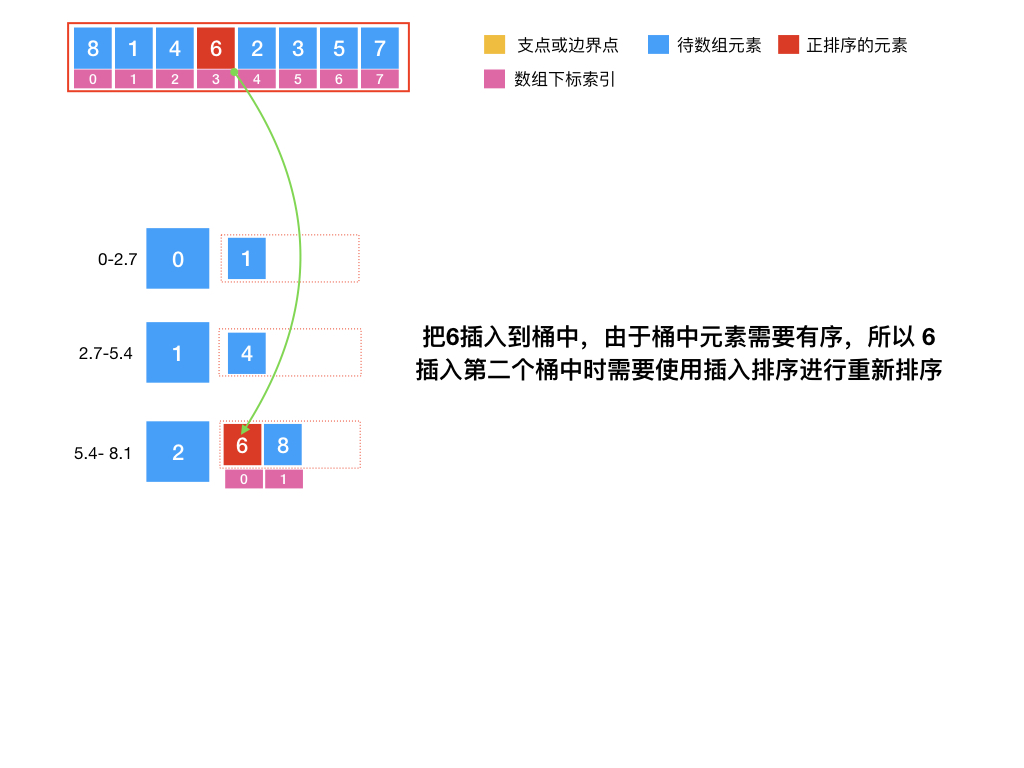 8 1 4 6 2 3 5 7
0 1 2 3 4 5 6 7
支点或边界点 待数组元素 正排序的元素
数组下标索引
0-2.7 0 1
2.7-5.4 1 4
把6插入到桶中，由于桶中元素需要有序，所以 6
插入第二个桶中时需要使用插入排序进行重新排序
5.4- 8.1 2 6 8
0 1